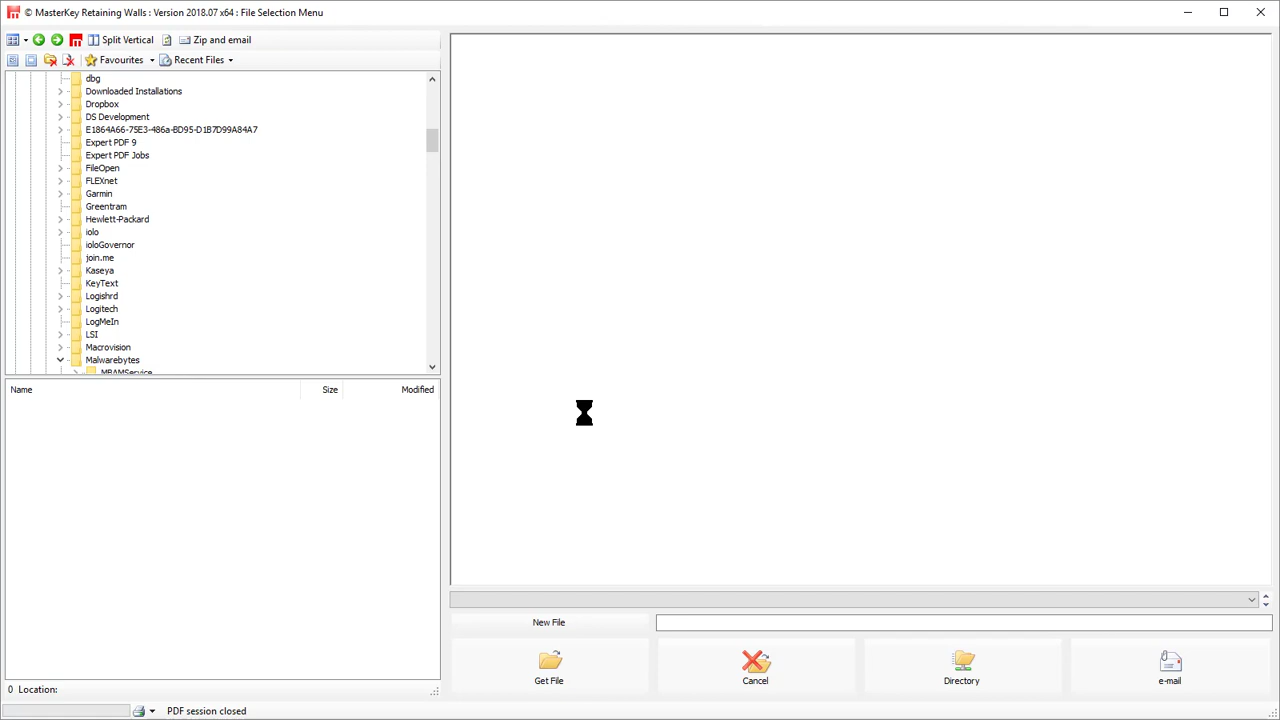 © MasterKey Retaining Walls : Version 2018.07 x64 : File Selection Menu
Split Vertical Zip and email
Favourites Recent Files
dbg
Downloaded Installations
Dropbox
DS Development
E1864A66-75E3-486a-BD95-D1B7D99A84A7
Expert PDF 9
Expert PDF Jobs
FileOpen
FLEXnet
Garmin
Greentram
Hewlett-Packard
iolo
ioloGovernor
join.me
Kaseya
KeyText
Logishrd
Logitech
LogMeIn
LSI
Macrovision
Malwarebytes
MBAMService
Name Size Modified
New File
Get File Cancel Directory e-mail
0 Location:
PDF session closed